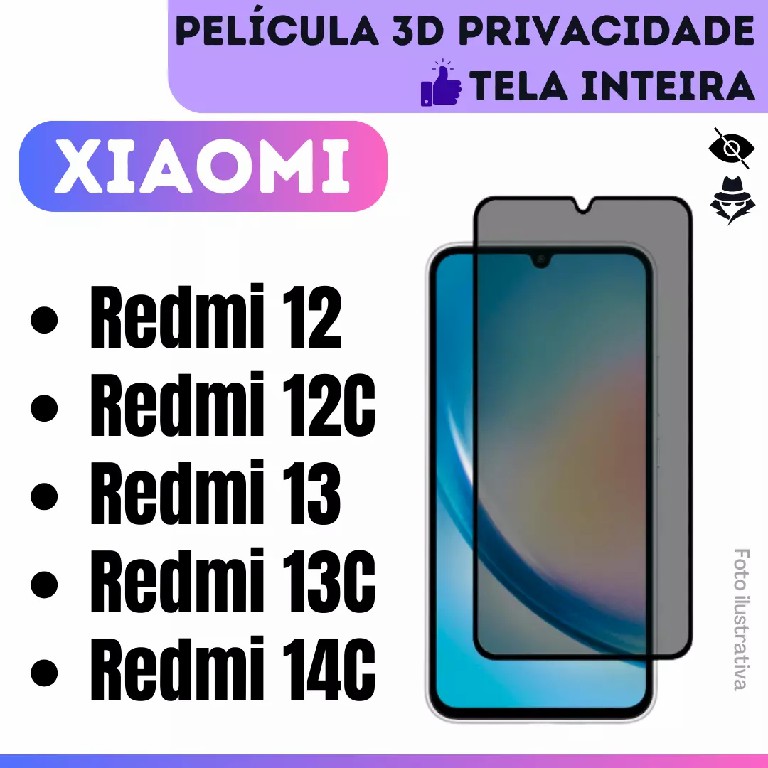 PELÍCULA 3D PRIVACIDADE
TELA INTEIRA
XIAOMI
• Redmi 12
• Redmi 12C
• Redmi 13
• Redmi 13C
• Redmi 14C
Foto ilustrativa